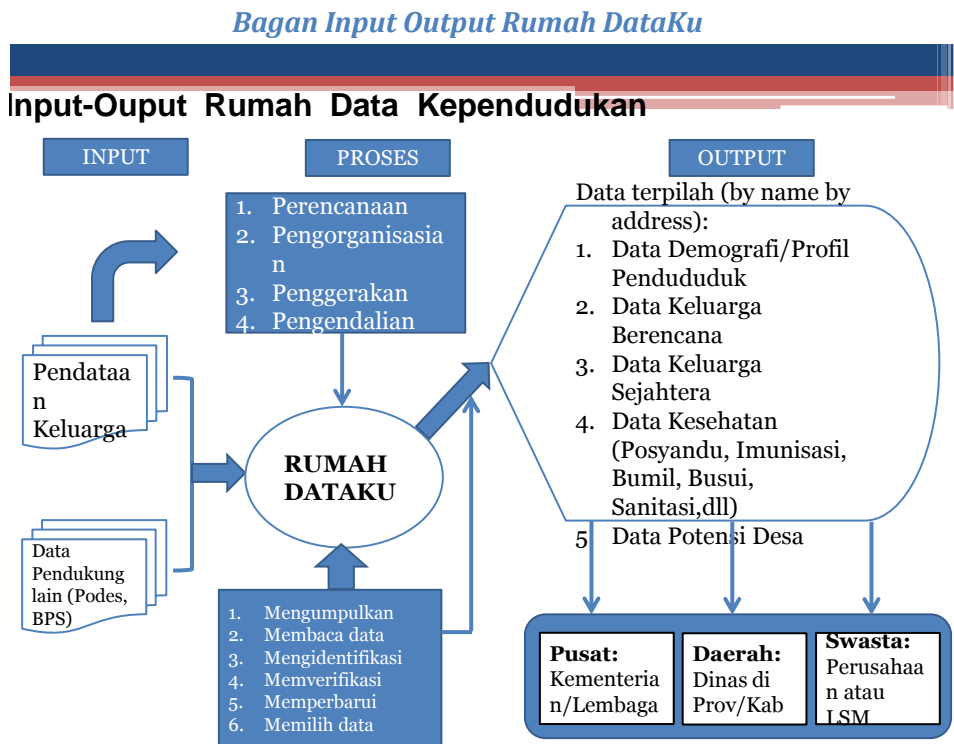 Bagan Input Output Rumah DataKu
Input-Ouput Rumah Data Kependudukan
INPUT
PROSES
OUTPUT
1. Perencanaan
2. Pengorganisasia
n
3. Penggerakan
4. Pengendalian
Pendataa
n
Keluarga
Data
Pendukung
lain (Podes,
BPS)
RUMAH
DATAKU
1. Mengumpulkan
2. Membaca data
3. Mengidentifikasi
4. Memverifikasi
5. Memperbarui
6. Memilih data
Data terpilah (by name by
address):
1. Data Demografi/Profil
Pendududuk
2. Data Keluarga
Berencana
3. Data Keluarga
Sejahtera
4. Data Kesehatan
(Posyandu, Imunisasi,
Bumil, Busui,
Sanitasi,dll)
5. Data Potensi Desa
Pusat:
Kementeria
n/Lembaga
Daerah:
Dinas di
Prov/Kab
Swasta:
Perusahaa
n atau
LSM